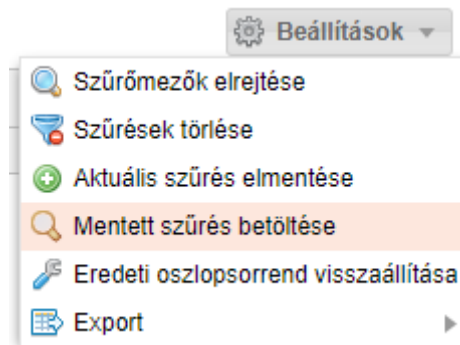 Beállítások
Szűrőmezők elrejtése
Szűrések törlése
Aktuális szűrés elmentése
Mentett szűrés betöltése
Eredeti oszlopsorrend visszaállítása
Export